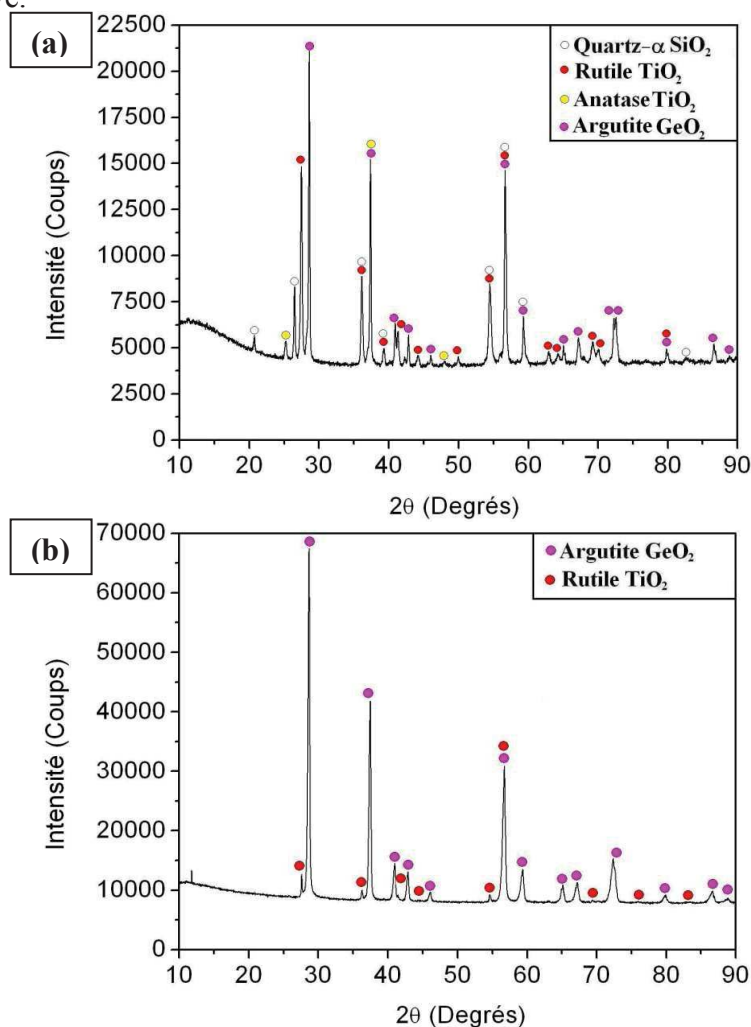 (a)
22500
20000
17500
15000
12500
10000
7500
5000
2500
0
Intensité (Coups)
Quartz-α SiO₂
Rutile TiO₂
Anatase TiO₂
Argutite GeO₂
10 20 30 40 50 60 70 80 90
2θ (Degrés)
(b)
70000
60000
50000
40000
30000
20000
10000
0
Intensité (Coups)
Argutite GeO₂
Rutile TiO₂
10 20 30 40 50 60 70 80 90
2θ (Degrés)